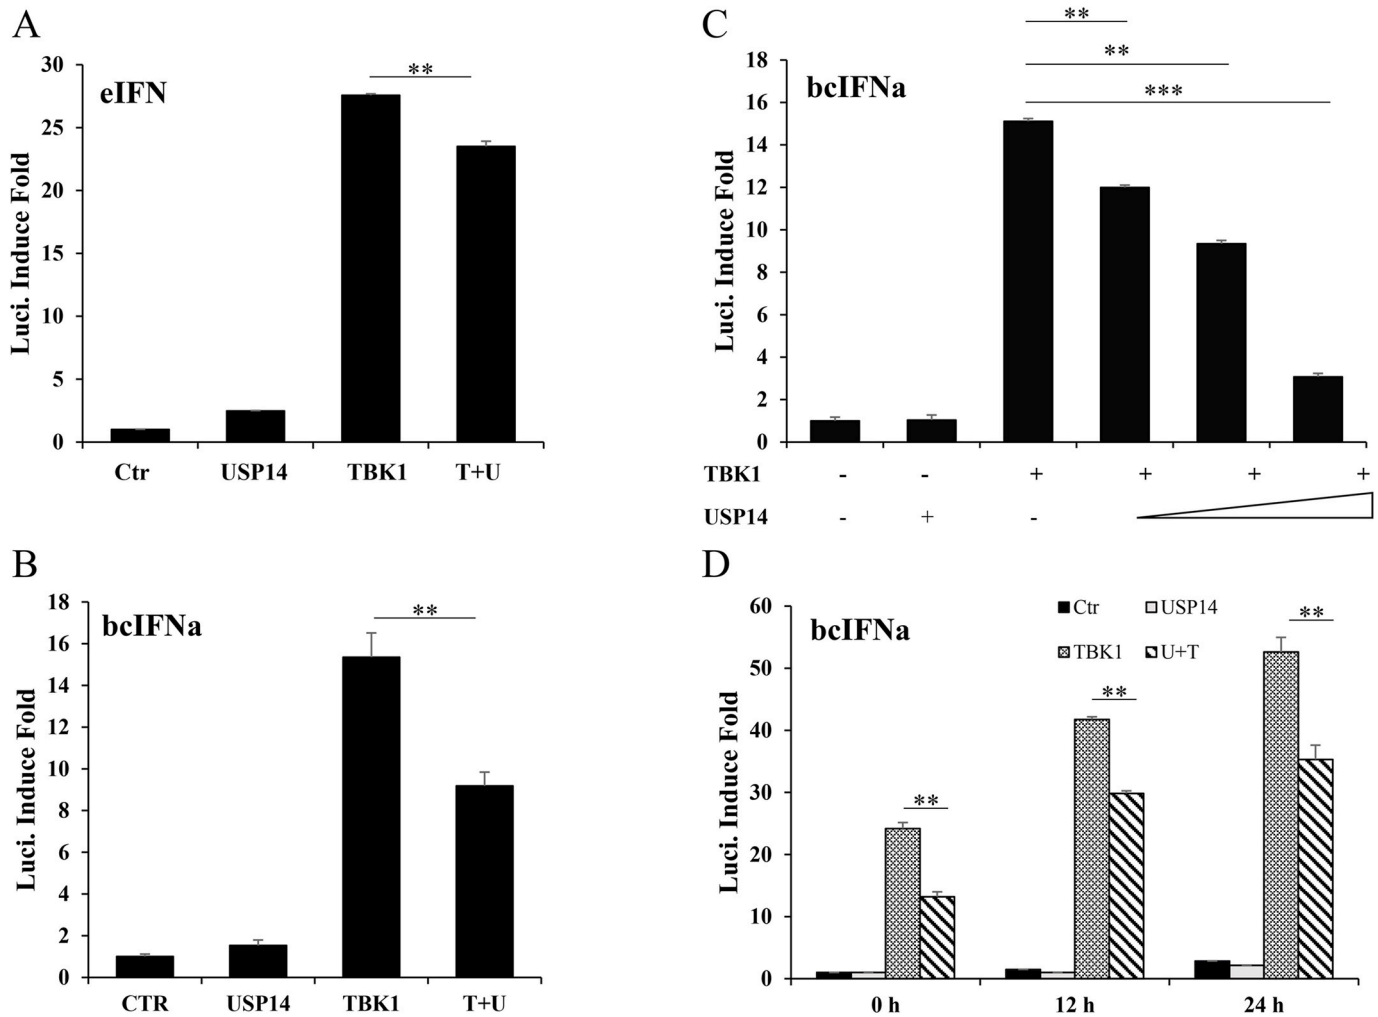 A
eIFN
Luci. Induce Fold
30
25
20
15
10
5
0
**
Ctr USP14 TBK1 T+U
B
bcIFNa
Luci. Induce Fold
18
16
14
12
10
8
6
4
2
0
**
CTR USP14 TBK1 T+U
C
bcIFNa
Luci. Induce Fold
18
16
14
12
10
8
6
4
2
0
**
**
***
TBK1 - - + + + +
USP14 - + -
D
bcIFNa
Luci. Induce Fold
60
50
40
30
20
10
0
Ctr USP14
TBK1 U+T
**
**
**
0 h 12 h 24 h